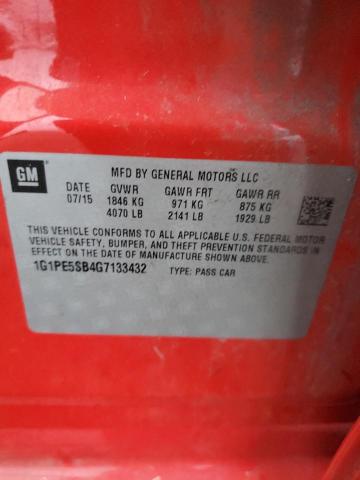 GM
MFD BY GENERAL MOTORS LLC
DATE GVWR GAWR FRT GAWR RR
07/15 1846 KG 971 KG 875 KG
4070 LB 2141 LB 1929 LB
THIS VEHICLE CONFORMS TO ALL APPLICABLE U.S. FEDERAL MOTOR
VEHICLE SAFETY, BUMPER, AND THEFT PREVENTION STANDARDS IN
EFFECT ON THE DATE OF MANUFACTURE SHOWN ABOVE.
1G1PE5SB4G7133432 TYPE: PASS CAR